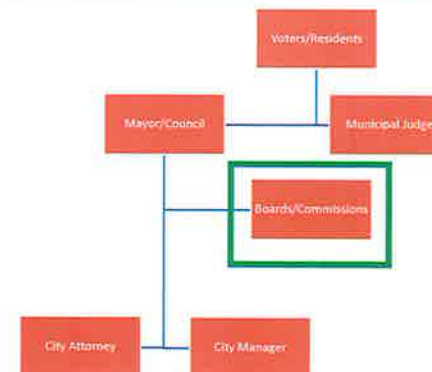 Voters/Residents
Mayor/Council
Municipal Judge
Boards/Commissions
City Attorney
City Manager